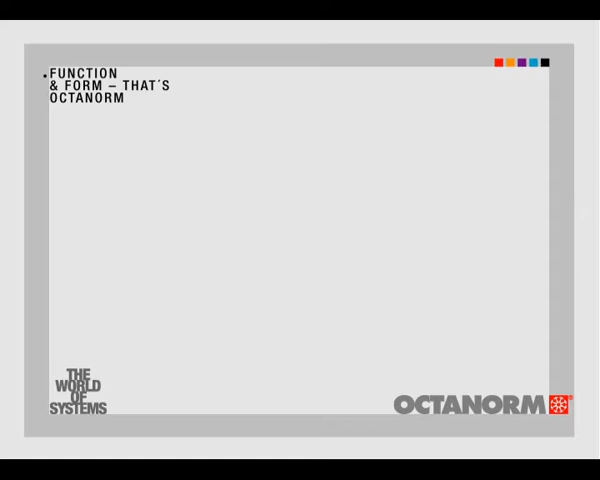 FUNCTION
& FORM – THAT´S
OCTANORM
THE
WORLD
OF
SYSTEMS
OCTANORM®